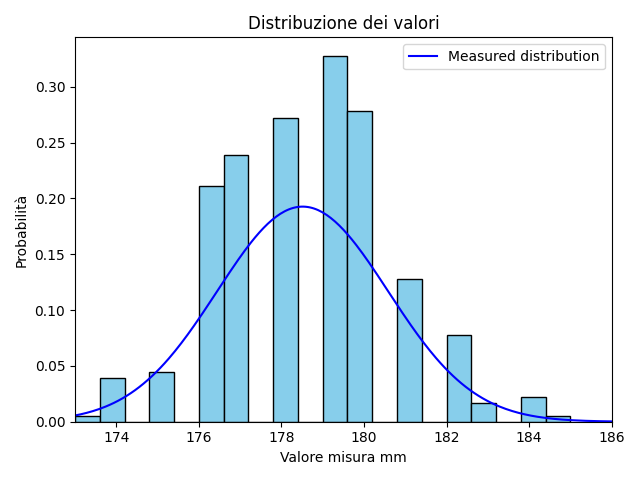 Distribuzione dei valori
Measured distribution
0.30
0.25
0.20
0.15
0.10
0.05
0.00
Probabilità
174 176 178 180 182 184 186
Valore misura mm